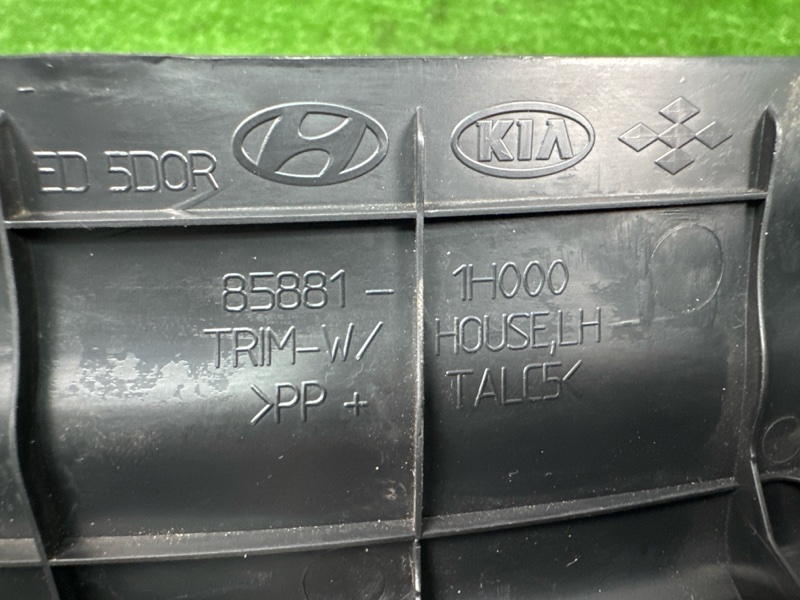 ED 5DOR KIA
85881- 1H000
TRIM-W/ HOUSE,LH
>PP + TALC5<